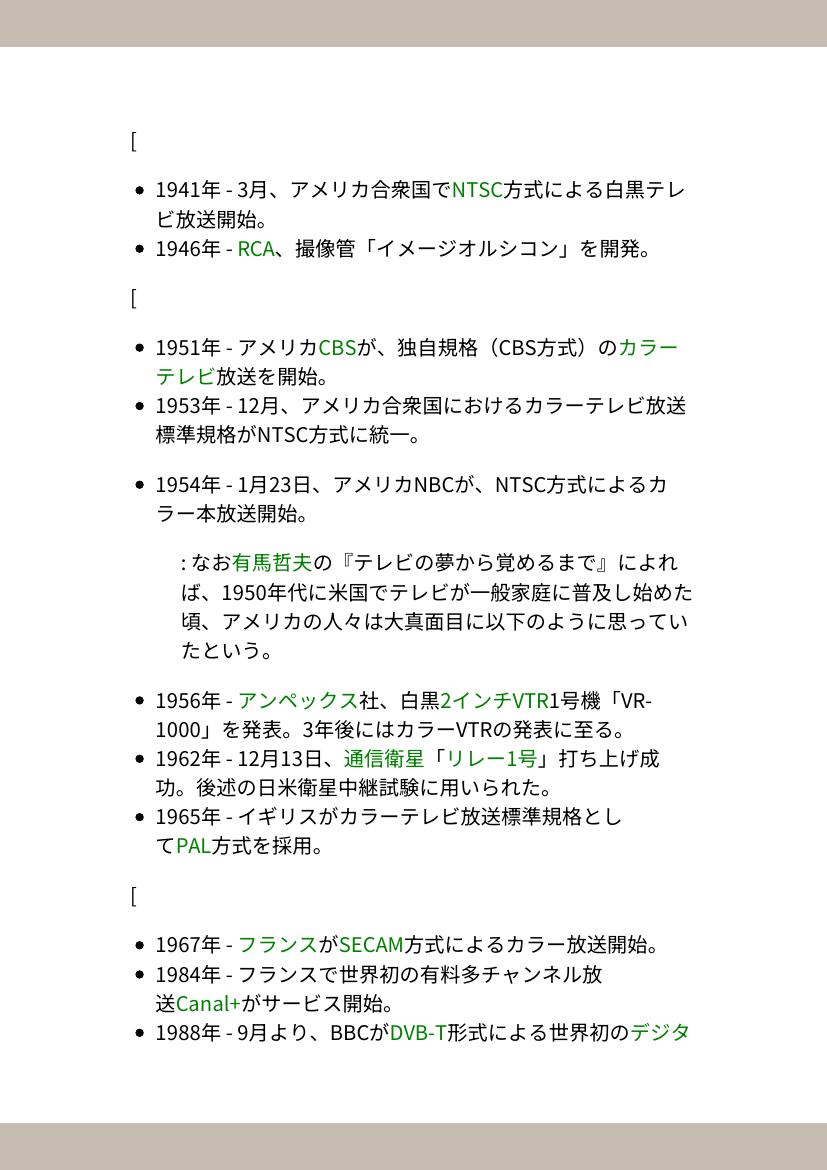 [
• 1941年 - 3月、アメリカ合衆国でNTSC方式による白黒テレ
ビ放送開始。
• 1946年 - RCA、撮像管「イメージオルシコン」を開発。
[
• 1951年 - アメリカCBSが、独自規格（CBS方式）のカラー
テレビ放送を開始。
• 1953年 - 12月、アメリカ合衆国におけるカラーテレビ放送
標準規格がNTSC方式に統一。
• 1954年 - 1月23日、アメリカNBCが、NTSC方式によるカ
ラー本放送開始。
: なお有馬哲夫の『テレビの夢から覚めるまで』によれ
ば、1950年代に米国でテレビが一般家庭に普及し始めた
頃、アメリカの人々は大真面目に以下のように思ってい
たという。
• 1956年 - アンペックス社、白黒2インチVTR1号機「VR-
1000」を発表。3年後にはカラーVTRの発表に至る。
• 1962年 - 12月13日、通信衛星「リレー1号」打ち上げ成
功。後述の日米衛星中継試験に用いられた。
• 1965年 - イギリスがカラーテレビ放送標準規格とし
てPAL方式を採用。
[
• 1967年 - フランスがSECAM方式によるカラー放送開始。
• 1984年 - フランスで世界初の有料多チャンネル放
送Canal+がサービス開始。
• 1988年 - 9月より、BBCがDVB-T形式による世界初のデジタ